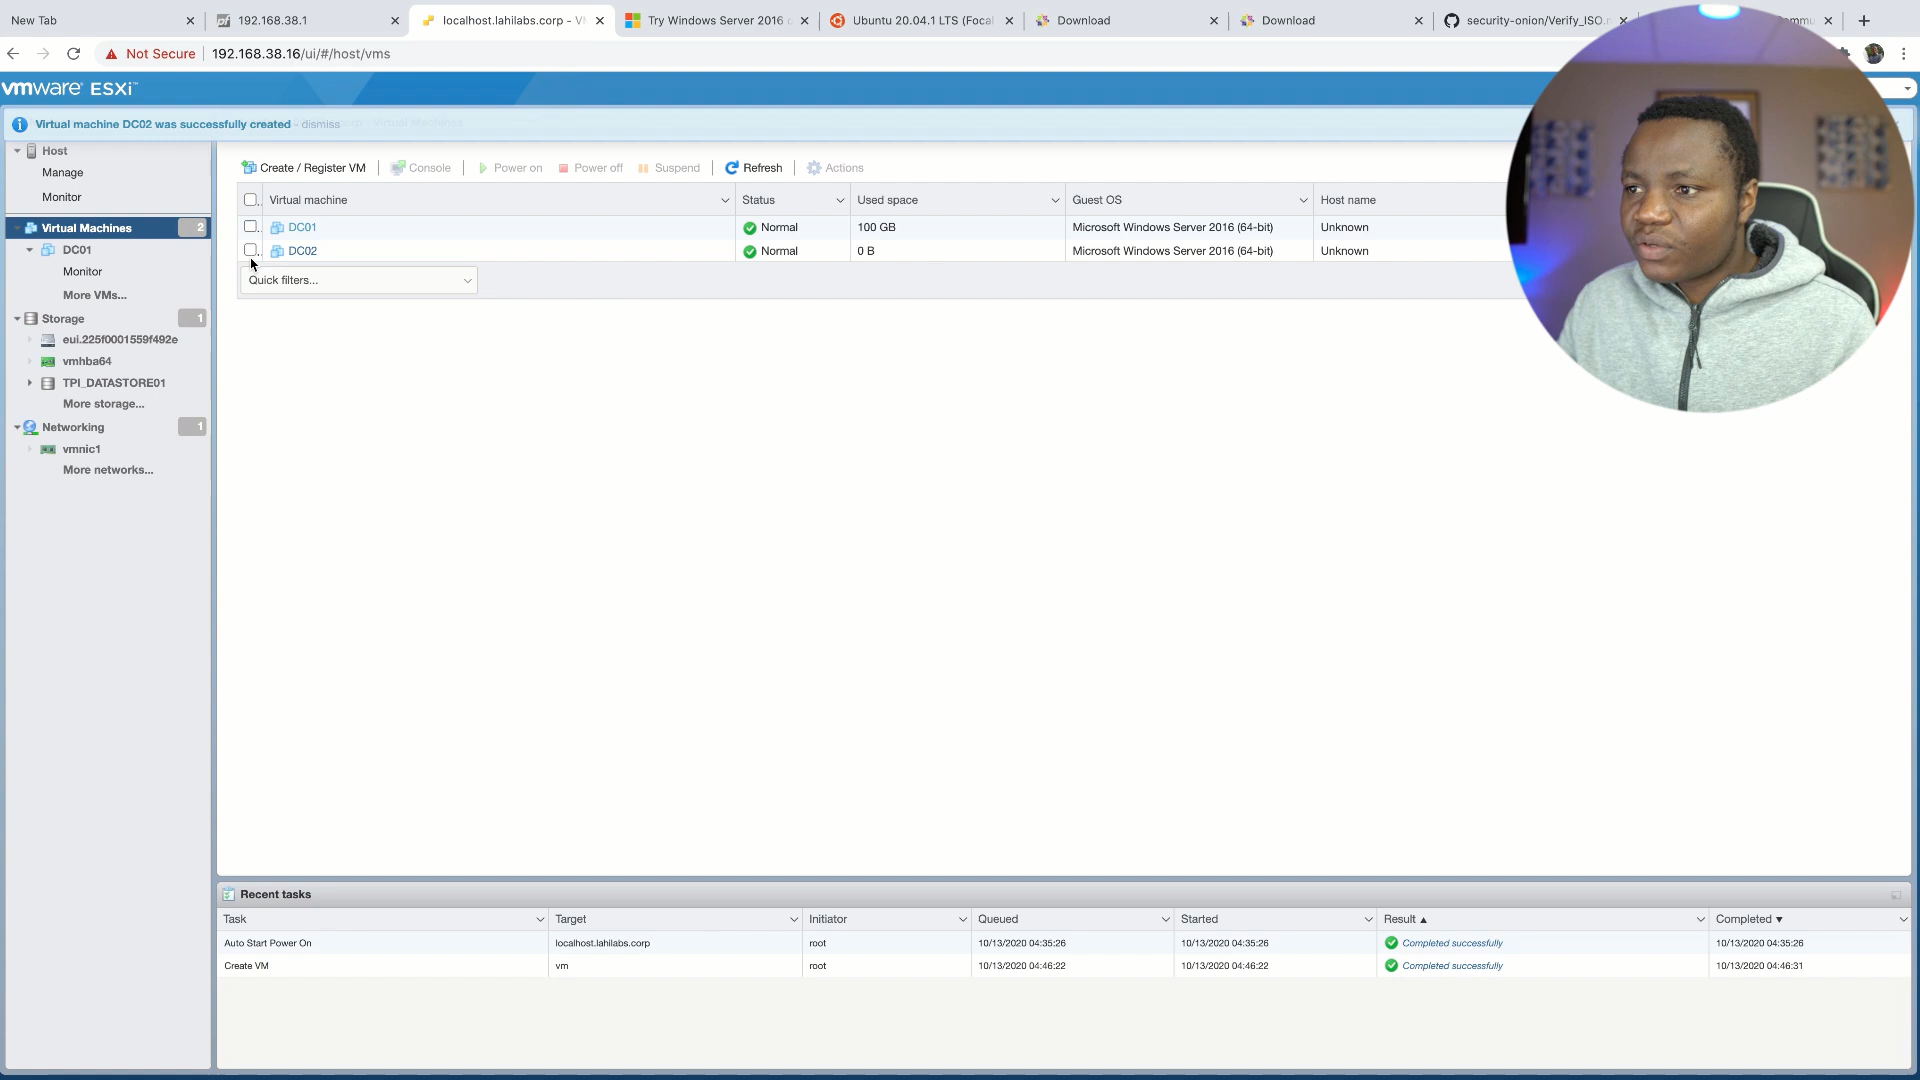 New Tab
192.168.38.1
localhost.lahilabs.corp - V
Try Windows Server 2016
Ubuntu 20.04.1 LTS (Focal
Download
Download
security-onion/Verify_ISO.
Not Secure
192.168.38.16/ui/#/host/vms
vmware ESXi™
Virtual machine DC02 was successfully created - dismiss
Host
Manage
Monitor
Virtual Machines 2
DC01
Monitor
More VMs...
Storage 1
eui.225f0001559f492e
vmhba64
TPI_DATASTORE01
More storage...
Networking 1
vmnic1
More networks...
Create / Register VM
Console
Power on
Power off
Suspend
Refresh
Actions
Virtual machine Status Used space Guest OS Host name
DC01 Normal 100 GB Microsoft Windows Server 2016 (64-bit) Unknown
DC02 Normal 0 B Microsoft Windows Server 2016 (64-bit) Unknown
Quick filters...
Recent tasks
Task Target Initiator Queued Started Result ▲ Completed ▼
Auto Start Power On localhost.lahilabs.corp root 10/13/2020 04:35:26 10/13/2020 04:35:26 Completed successfully 10/13/2020 04:35:26
Create VM vm root 10/13/2020 04:46:22 10/13/2020 04:46:22 Completed successfully 10/13/2020 04:46:31